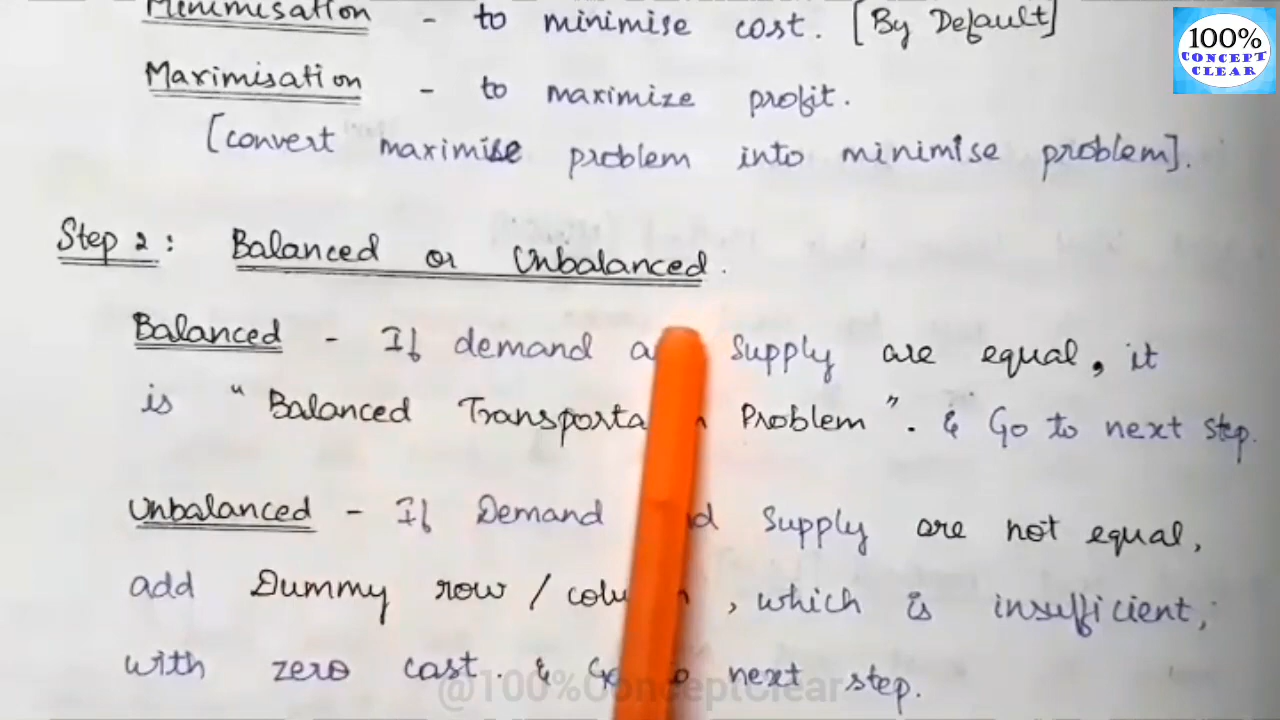 Minimisation - to minimise cost. [By Default]
100%
CONCEPT
CLEAR
Maximisation - to maximize profit.
[convert maximise problem into minimise problem].
Step 2: Balanced or Unbalanced.
Balanced - If demand a Supply are equal, it
is "Balanced Transporta n Problem". & Go to next step.
Unbalanced - If Demand nd Supply are not equal,
add Dummy row / colu n, which is insufficient,
with zero cast. & Go o next step.
@100%ConceptClear